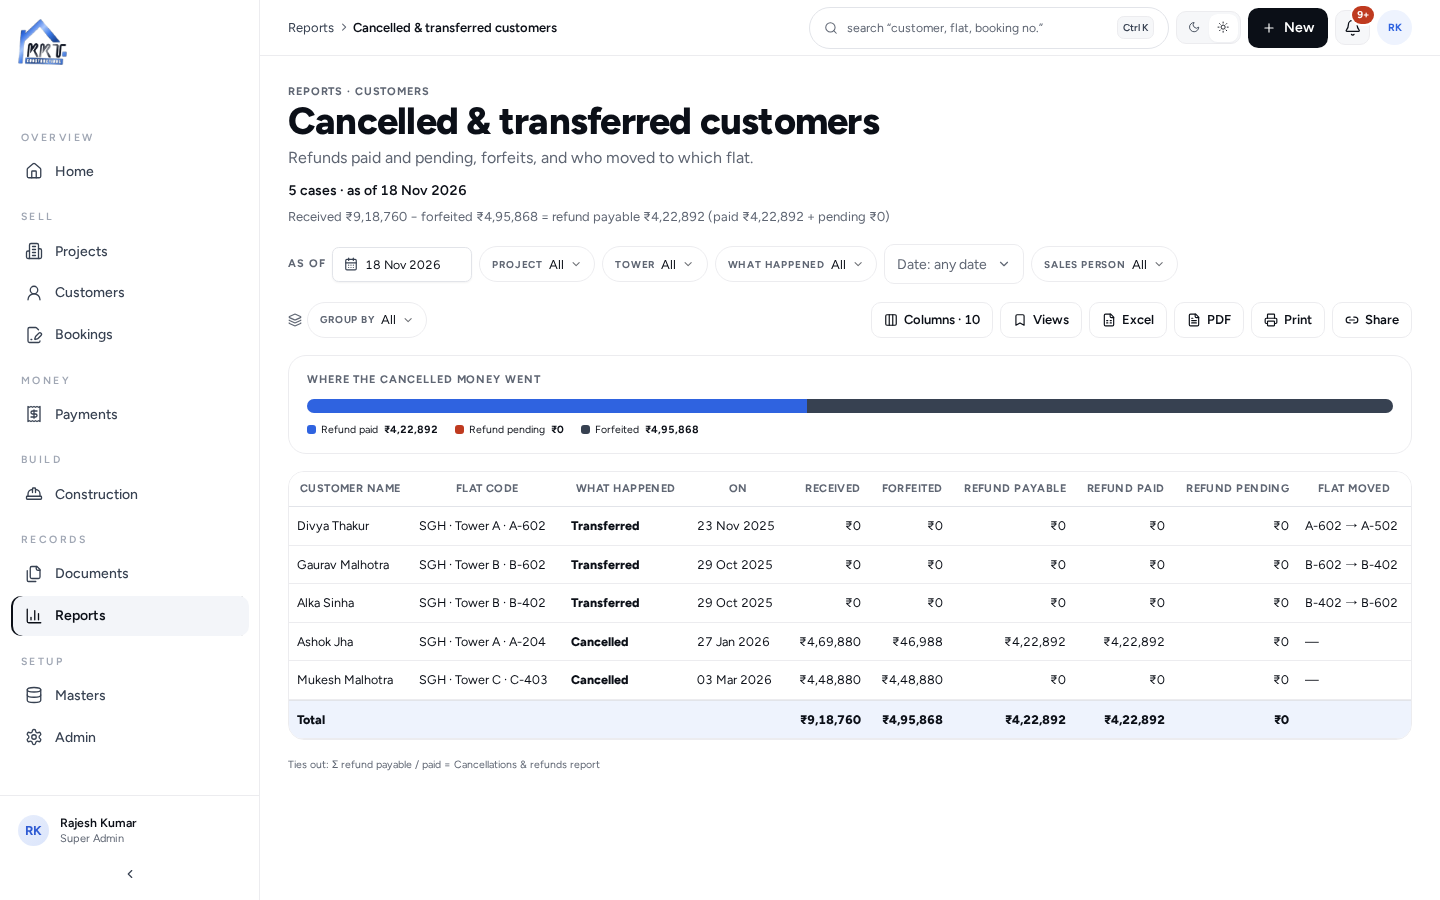 RKT
CONSTRUCTIONS
Reports › Cancelled & transferred customers
search “customer, flat, booking no.”
Ctrl K
+ New
9+
RK
OVERVIEW
Home
SELL
Projects
Customers
Bookings
MONEY
Payments
BUILD
Construction
RECORDS
Documents
Reports
SETUP
Masters
Admin
RK
Rajesh Kumar
Super Admin
REPORTS · CUSTOMERS
Cancelled & transferred customers
Refunds paid and pending, forfeits, and who moved to which flat.
5 cases · as of 18 Nov 2026
Received ₹9,18,760 − forfeited ₹4,95,868 = refund payable ₹4,22,892 (paid ₹4,22,892 + pending ₹0)
AS OF 18 Nov 2026 PROJECT All TOWER All WHAT HAPPENED All Date: any date SALES PERSON All
GROUP BY All Columns · 10 Views Excel PDF Print Share
WHERE THE CANCELLED MONEY WENT
Refund paid ₹4,22,892 Refund pending ₹0 Forfeited ₹4,95,868
CUSTOMER NAME FLAT CODE WHAT HAPPENED ON RECEIVED FORFEITED REFUND PAYABLE REFUND PAID REFUND PENDING FLAT MOVED
Divya Thakur SGH · Tower A · A-602 Transferred 23 Nov 2025 ₹0 ₹0 ₹0 ₹0 ₹0 A-602 → A-502
Gaurav Malhotra SGH · Tower B · B-602 Transferred 29 Oct 2025 ₹0 ₹0 ₹0 ₹0 ₹0 B-602 → B-402
Alka Sinha SGH · Tower B · B-402 Transferred 29 Oct 2025 ₹0 ₹0 ₹0 ₹0 ₹0 B-402 → B-602
Ashok Jha SGH · Tower A · A-204 Cancelled 27 Jan 2026 ₹4,69,880 ₹46,988 ₹4,22,892 ₹4,22,892 ₹0 —
Mukesh Malhotra SGH · Tower C · C-403 Cancelled 03 Mar 2026 ₹4,48,880 ₹4,48,880 ₹0 ₹0 ₹0 —
Total ₹9,18,760 ₹4,95,868 ₹4,22,892 ₹4,22,892 ₹0
Ties out: Σ refund payable / paid = Cancellations & refunds report